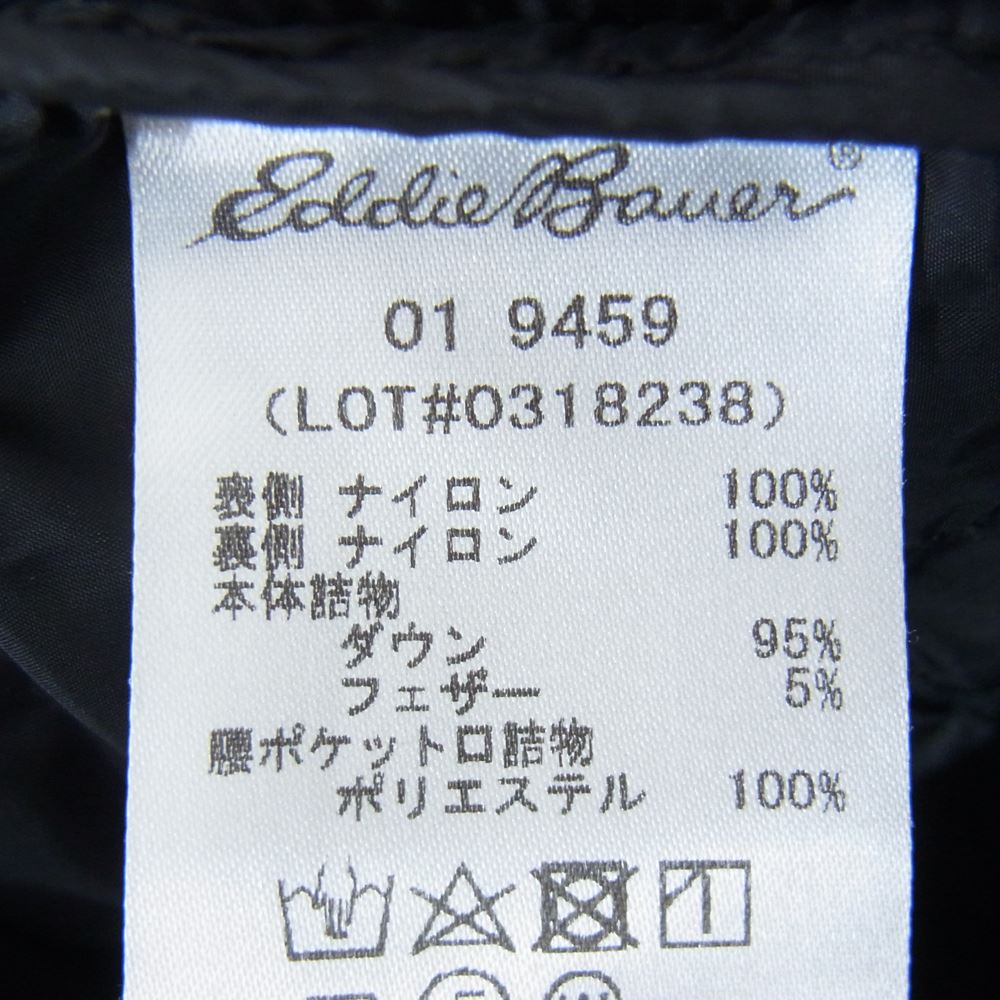 Eddie Bauer®
01 9459
(LOT#0318238)
表側 ナイロン 100%
裏側 ナイロン 100%
本体詰物
ダウン 95%
フェザー 5%
腰ポケット口詰物
ポリエステル 100%